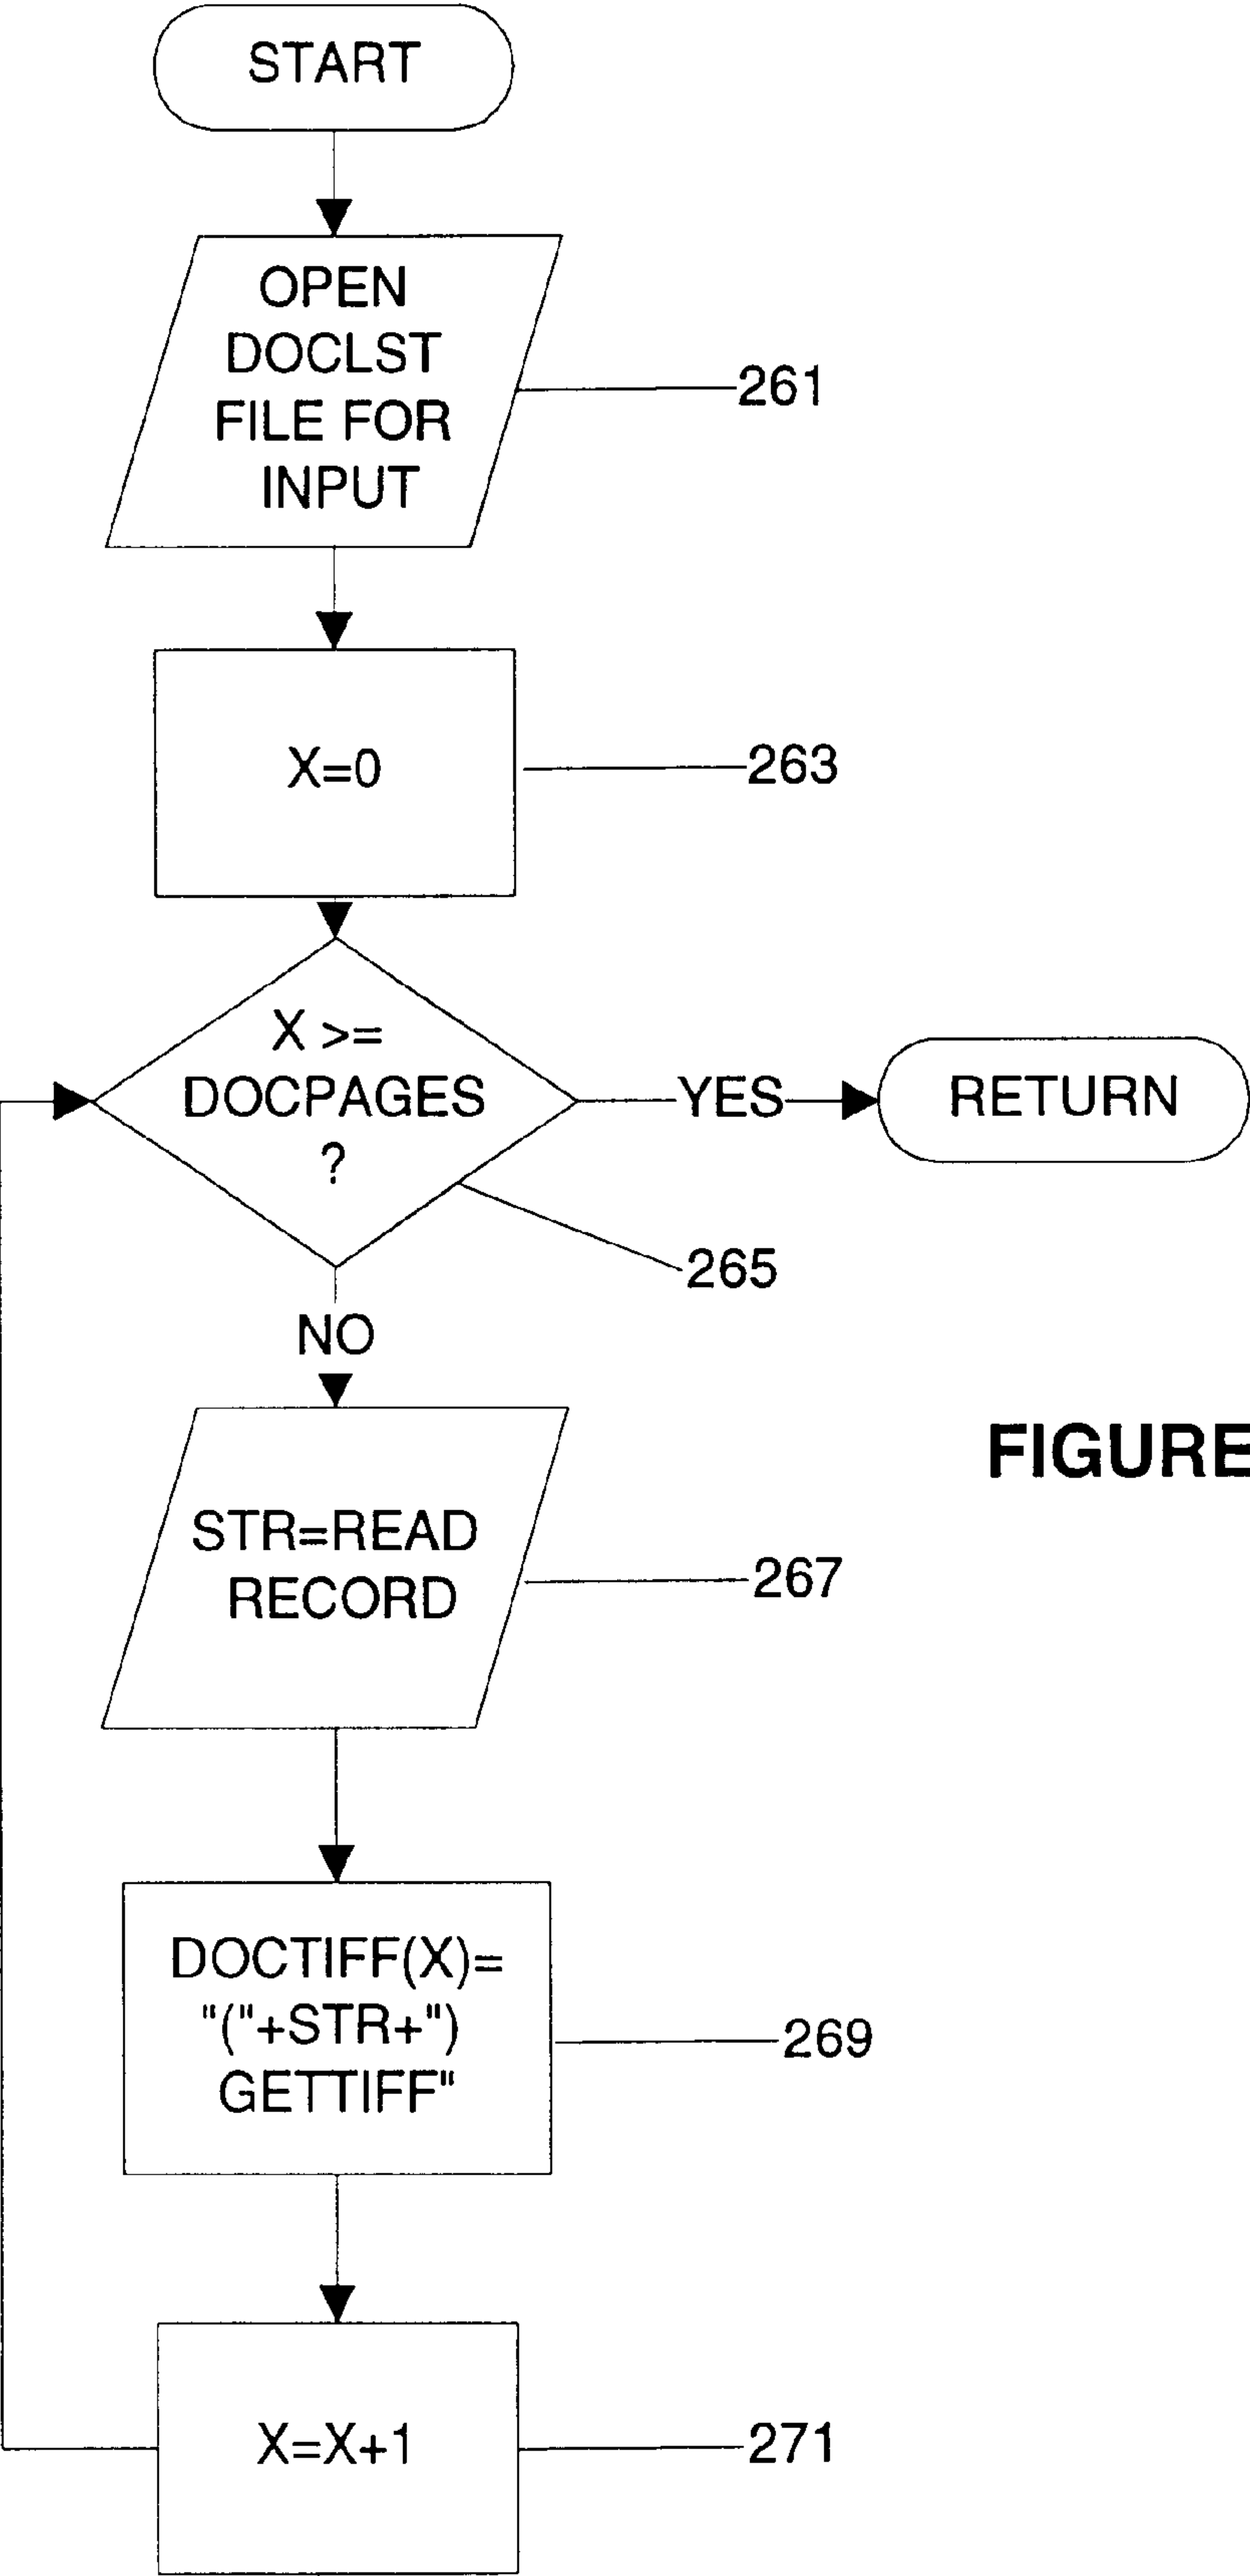 START
OPEN
DOCLST
FILE FOR
INPUT
261
X=0
263
X >=
DOCPAGES
?
YES
RETURN
265
NO
FIGURE
STR=READ
RECORD
267
DOCTIFF(X)=
"("+STR+")
GETTIFF"
269
X=X+1
271